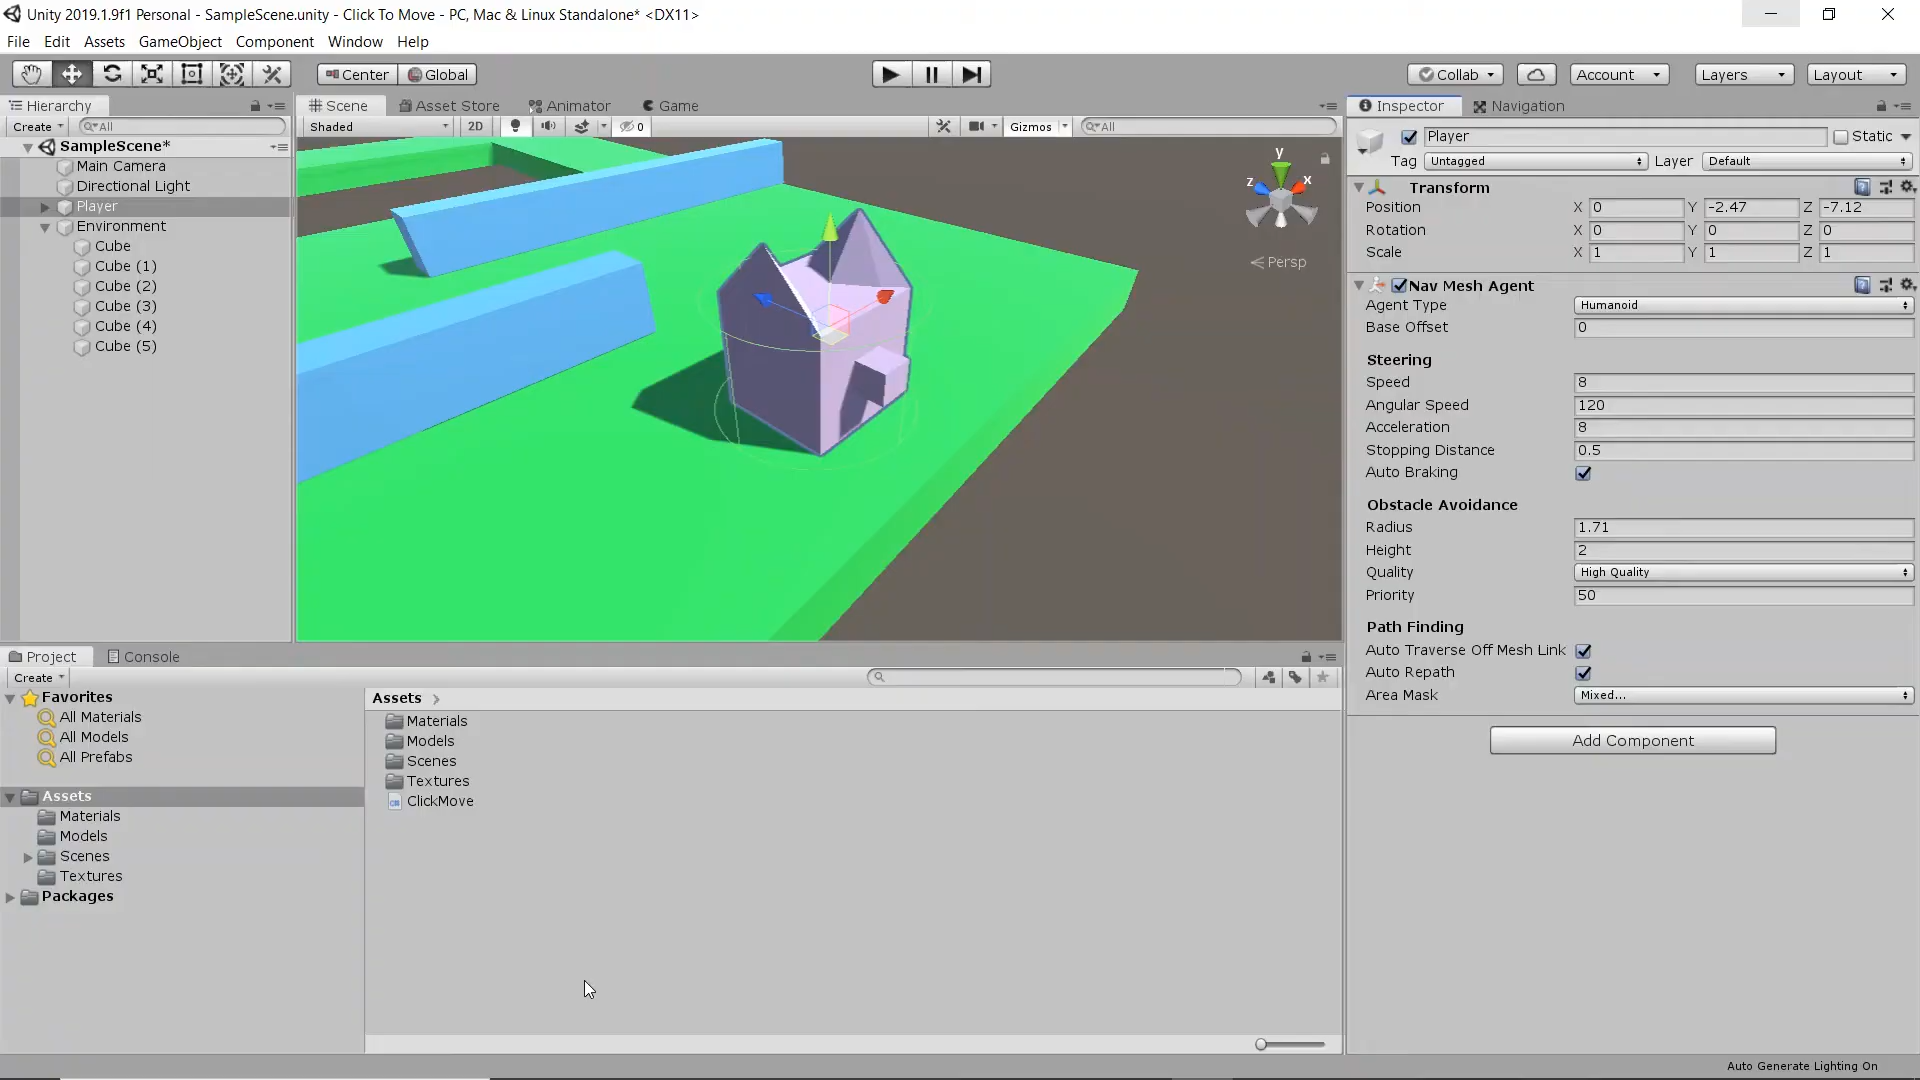 Unity 2019.1.9f1 Personal - SampleScene.unity - Click To Move - PC, Mac & Linux Standalone* <DX11>
File Edit Assets GameObject Component Window Help
Center Global Collab Account Layers Layout
Hierarchy
Create All
SampleScene*
Main Camera
Directional Light
Player
Environment
Cube
Cube (1)
Cube (2)
Cube (3)
Cube (4)
Cube (5)
Scene Asset Store Animator Game
Shaded 2D 0 Gizmos All
y
z x
Persp
Inspector Navigation
Player Static
Tag Untagged Layer Default
Transform
Position X 0 Y -2.47 Z -7.12
Rotation X 0 Y 0 Z 0
Scale X 1 Y 1 Z 1
Nav Mesh Agent
Agent Type Humanoid
Base Offset 0
Steering
Speed 8
Angular Speed 120
Acceleration 8
Stopping Distance 0.5
Auto Braking
Obstacle Avoidance
Radius 1.71
Height 2
Quality High Quality
Priority 50
Path Finding
Auto Traverse Off Mesh Link
Auto Repath
Area Mask Mixed...
Add Component
Project Console
Create
Favorites
All Materials
All Models
All Prefabs
Assets
Materials
Models
Scenes
Textures
Packages
Assets
Materials
Models
Scenes
Textures
ClickMove
Auto Generate Lighting On